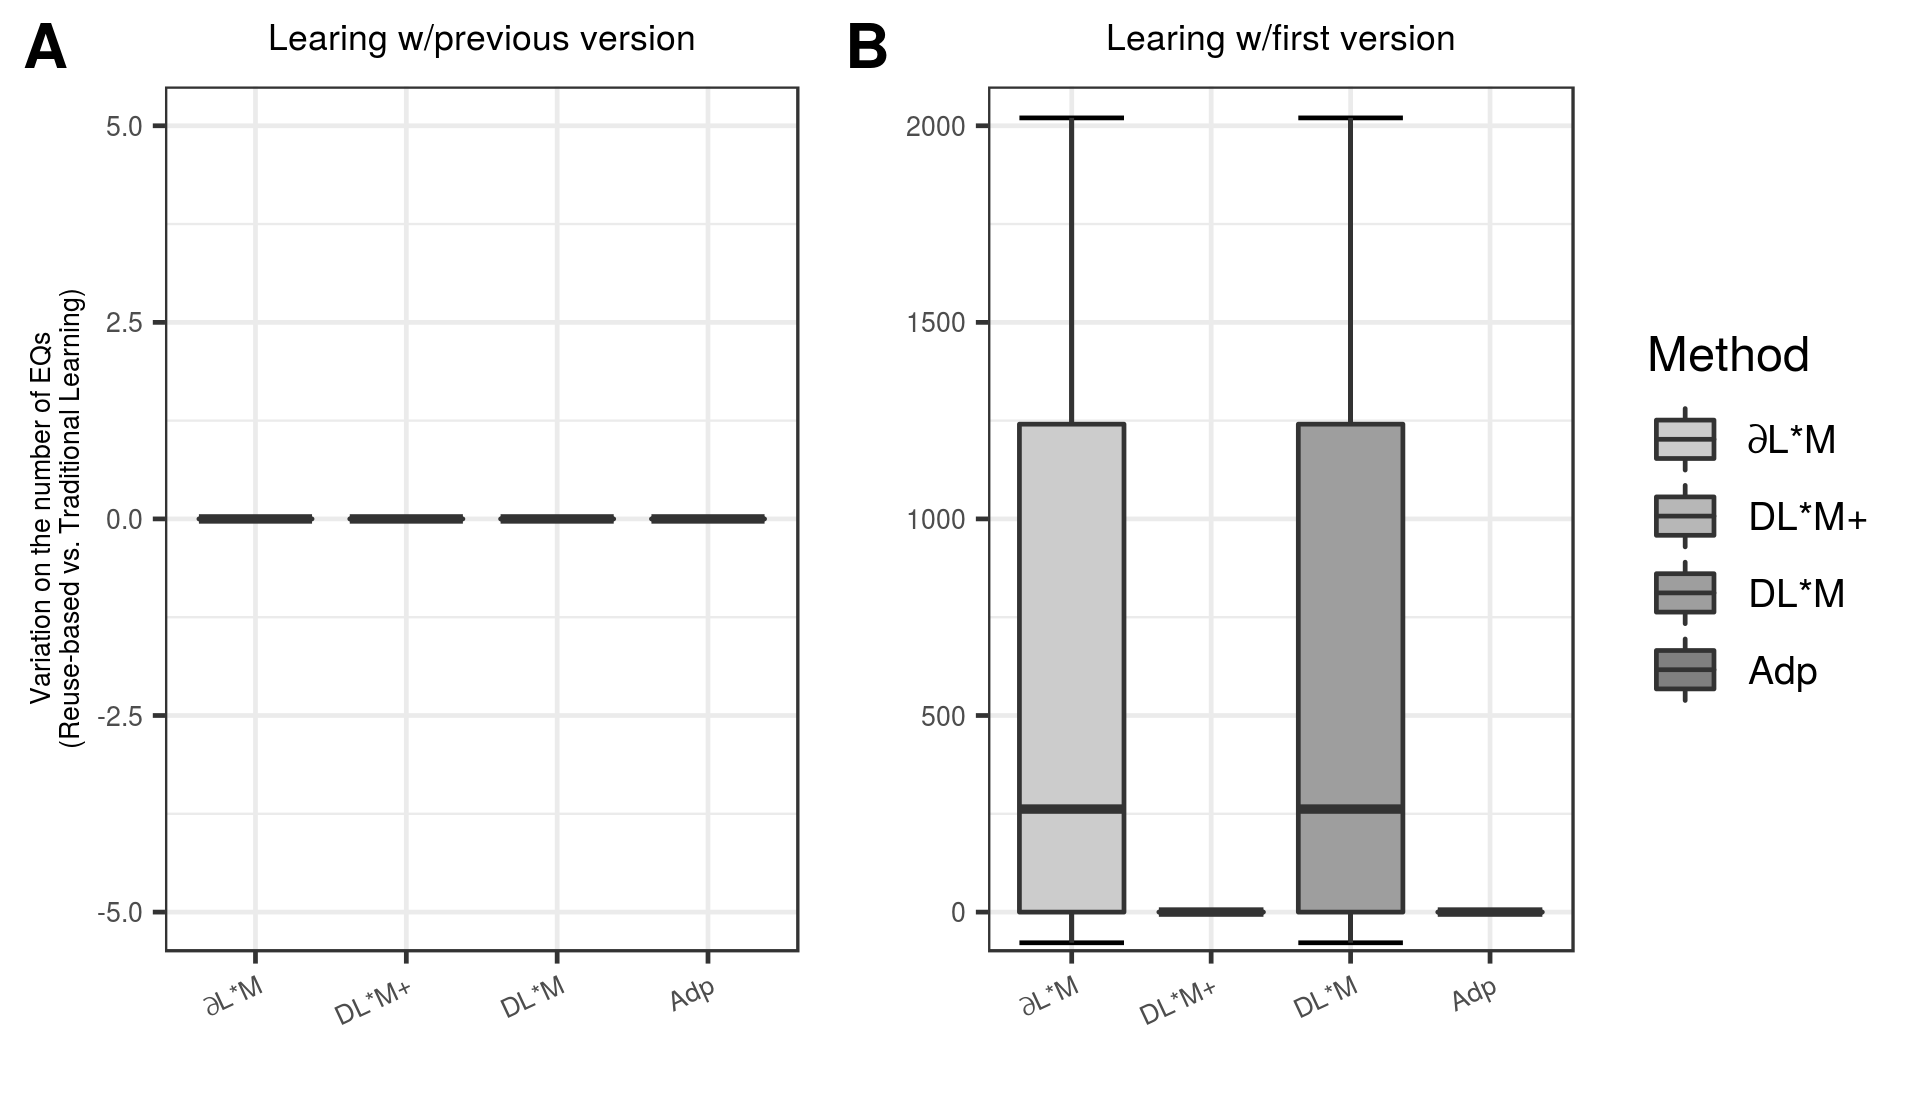 A
Learing w/previous version
Variation on the number of EQs
(Reuse-based vs. Traditional Learning)
5.0
2.5
0.0
-2.5
-5.0
∂L*M
DL*M+
DL*M
Adp
B
Learing w/first version
2000
1500
1000
500
0
∂L*M
DL*M+
DL*M
Adp
Method
∂L*M
DL*M+
DL*M
Adp